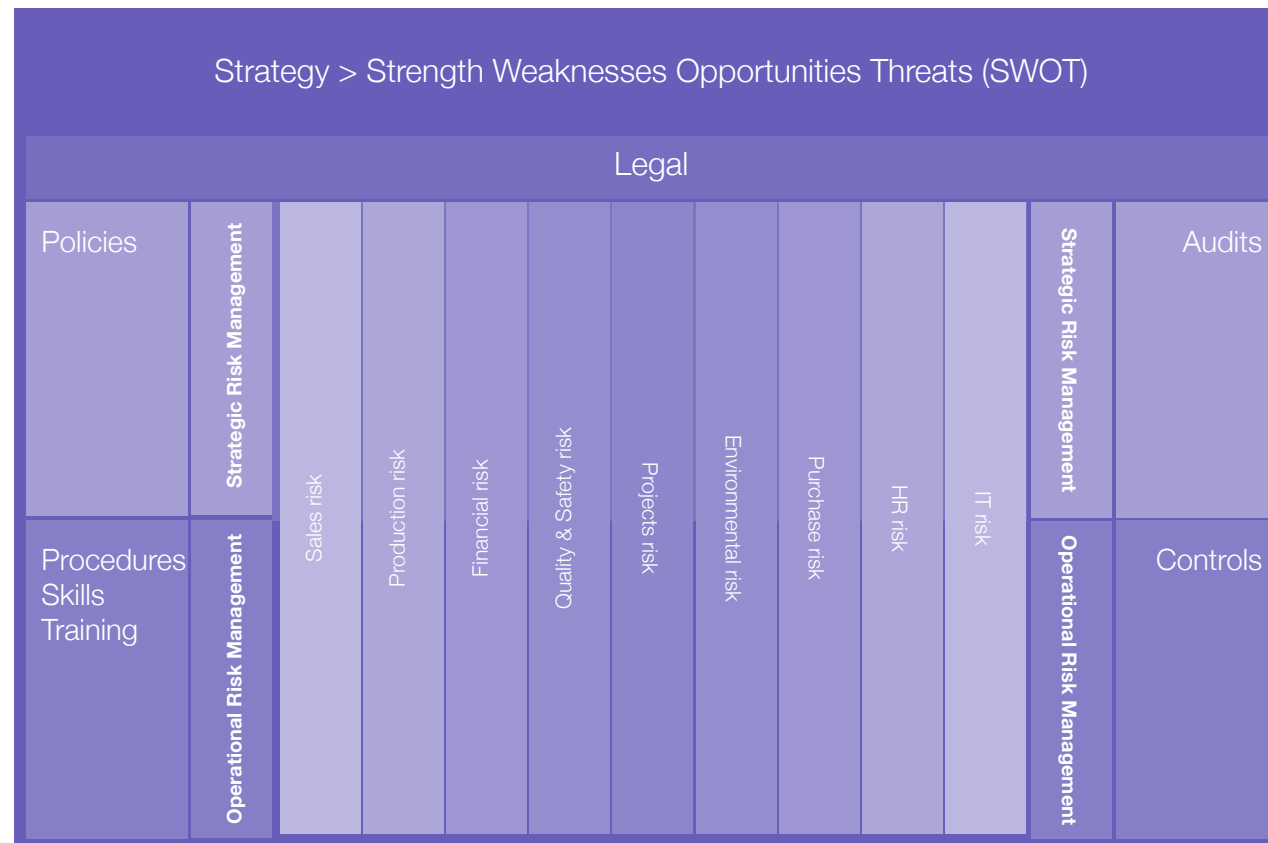 Strategy > Strength Weaknesses Opportunities Threats (SWOT)
Legal
Policies
Strategic Risk Management
Procedures
Skills
Training
Operational Risk Management
Sales risk
Production risk
Financial risk
Quality & Safety risk
Projects risk
Environmental risk
Purchase risk
HR risk
IT risk
Strategic Risk Management
Audits
Operational Risk Management
Controls